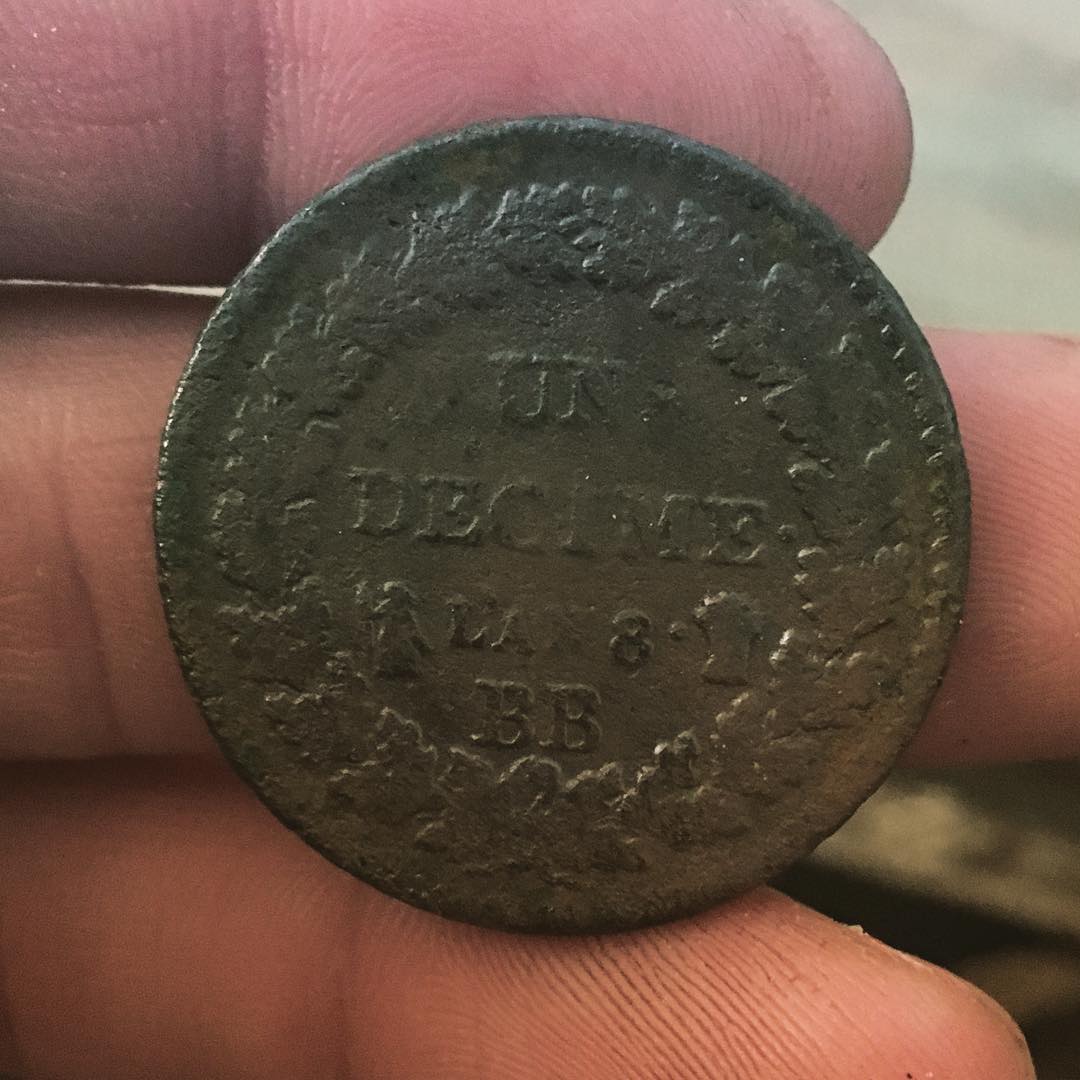 UN
DECIME.
L'AN 8.
BB